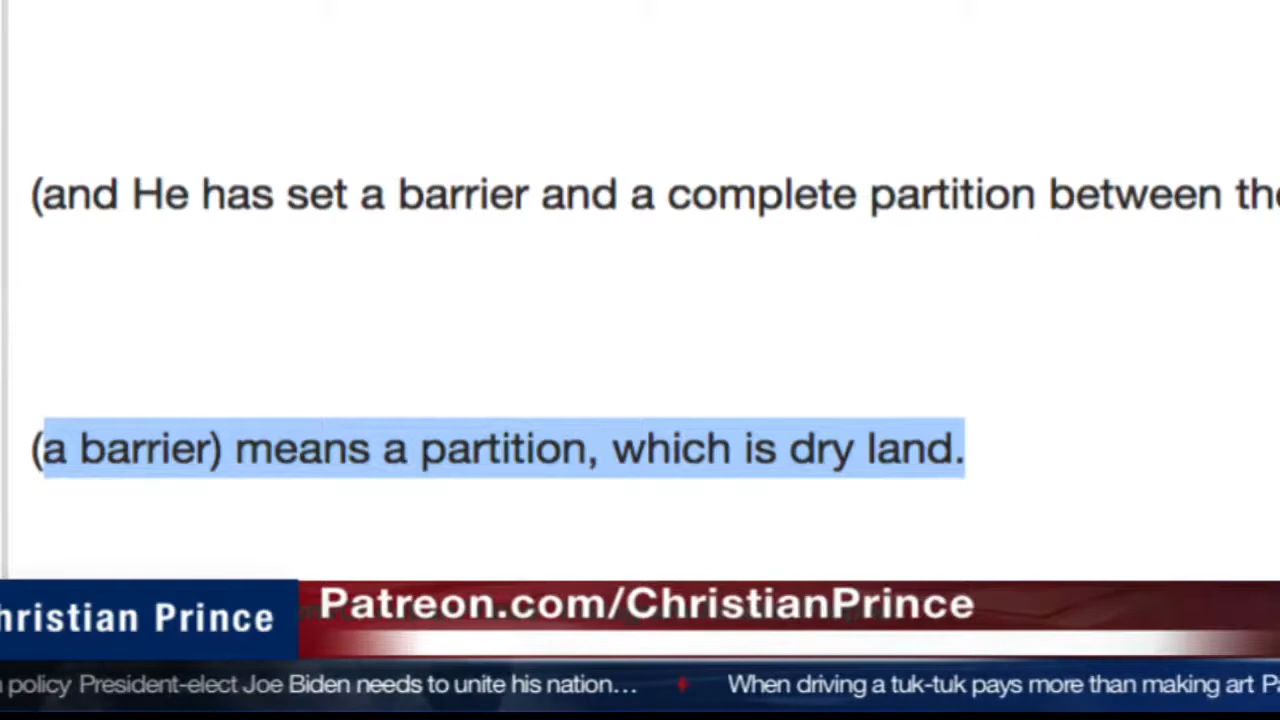 (and He has set a barrier and a complete partition between
(a barrier) means a partition, which is dry land.
Patreon.com/ChristianPrince
hristian Prince
policy President-elect Joe Biden needs to unite his nation… When driving a tuk-tuk pays more than making art